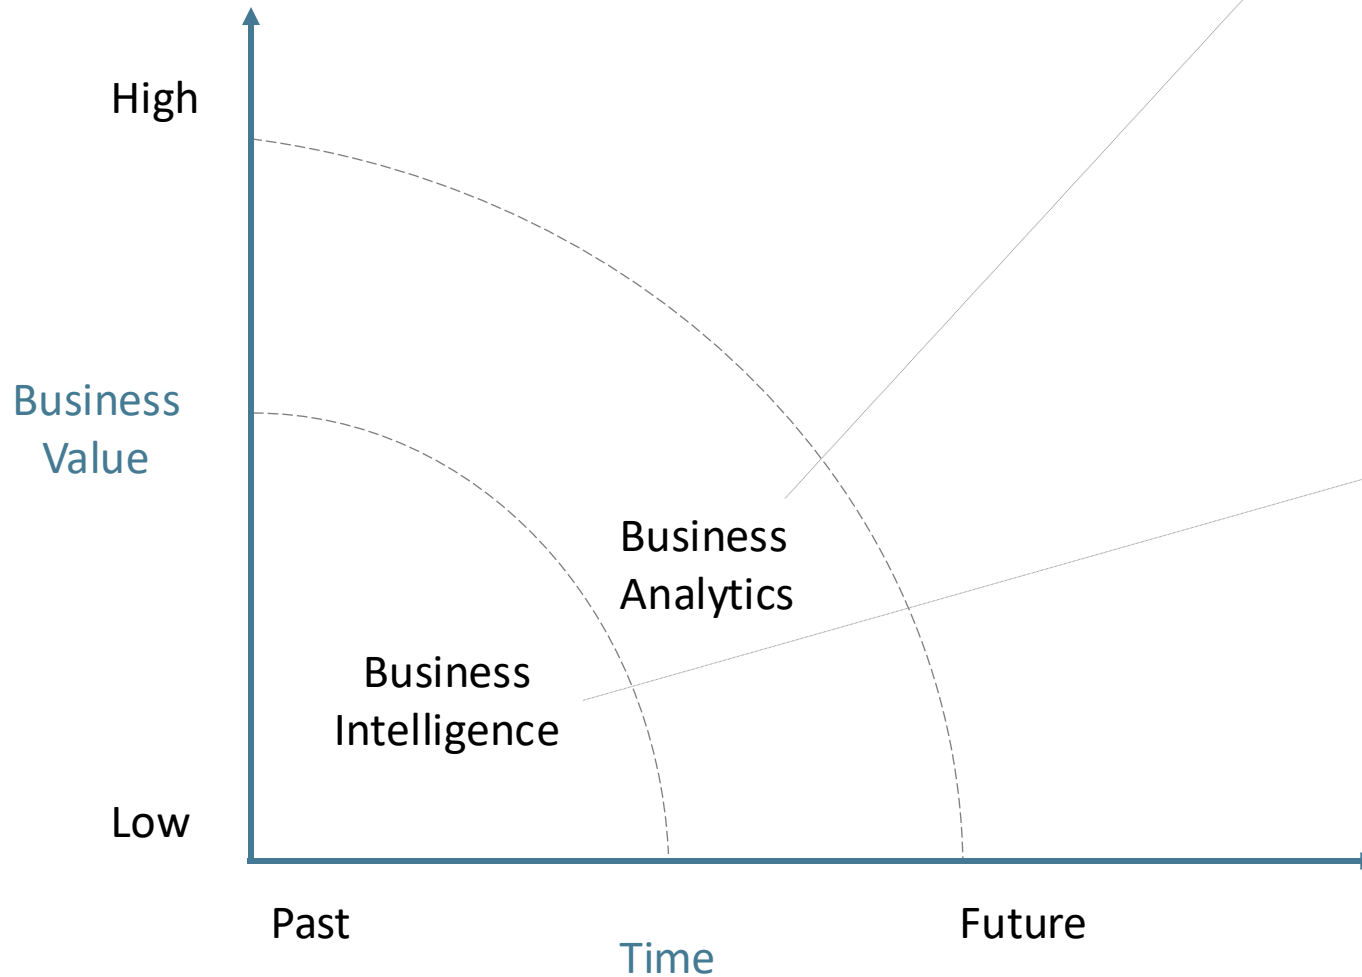 High
Business
Value
Business
Analytics
Business
Intelligence
Low
Past
Future
Time